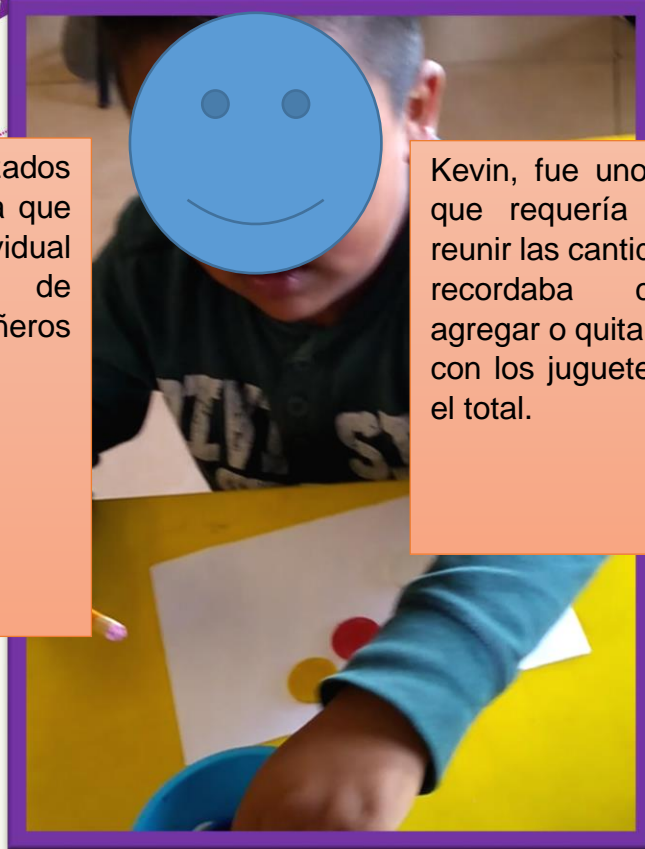 ados
a que
vidual
de
ñeros
Kevin, fue uno
que requería
reunir las cantid
recordaba
agregar o quita
con los juguete
el total.